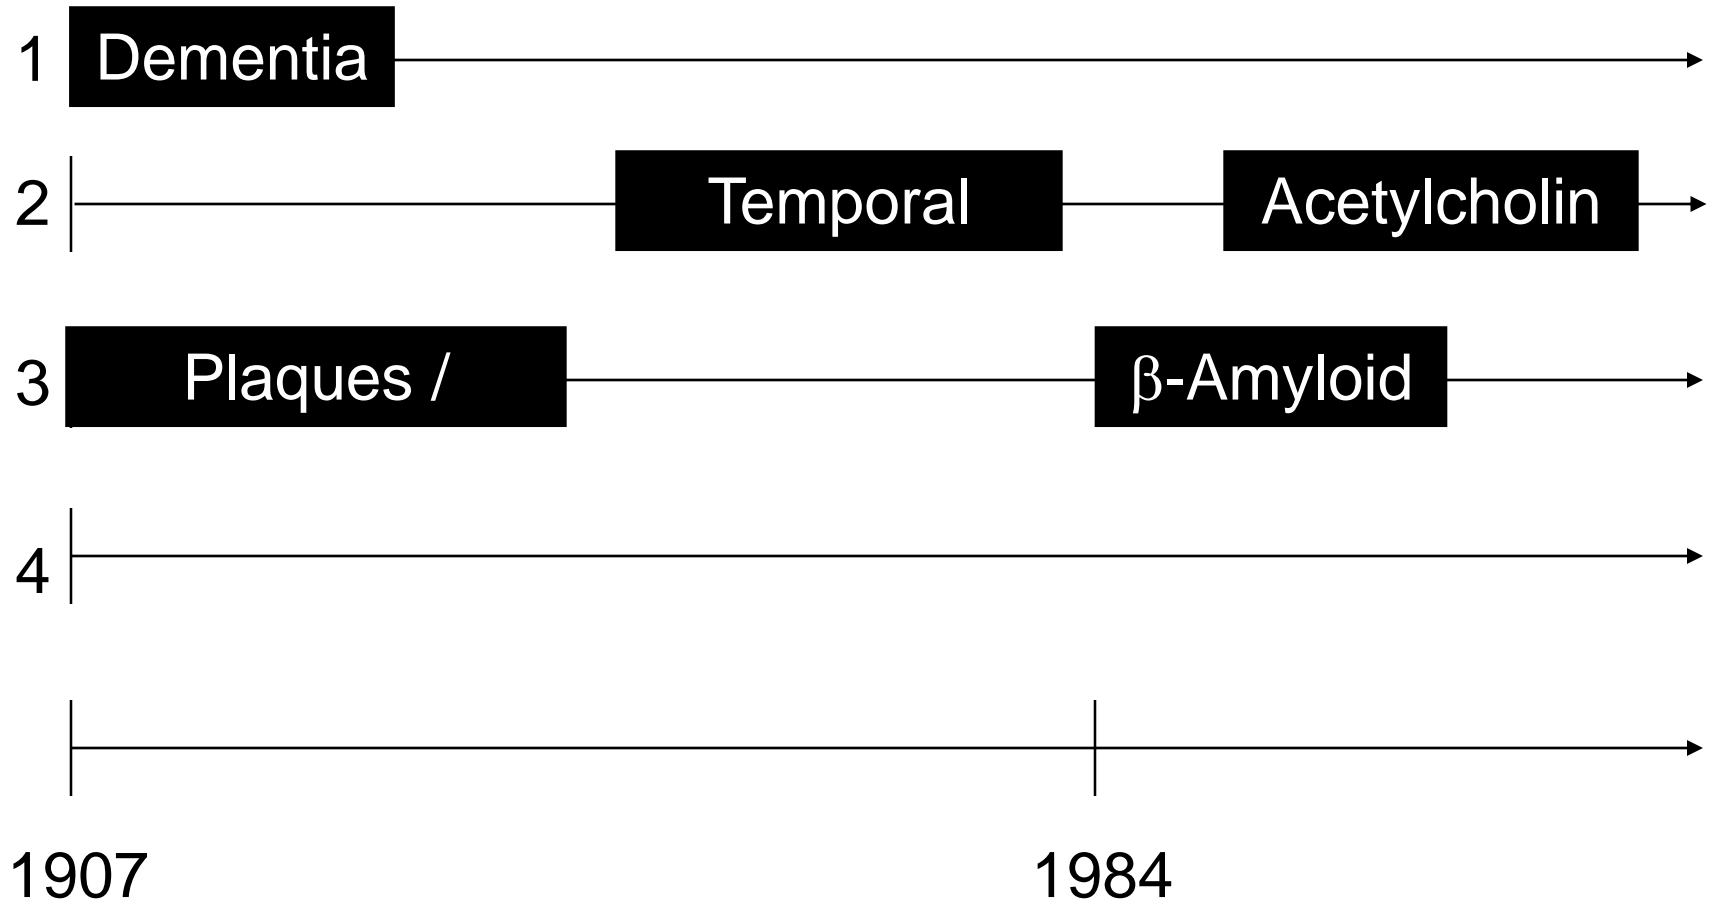 1 Dementia
2 Temporal Acetylcholin
3 Plaques / β-Amyloid
4
1907 1984